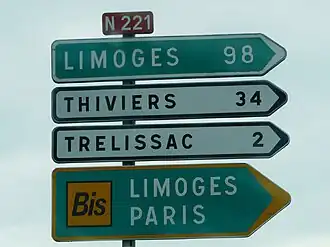 N 221
LIMOGES 98
THIVIERS 34
TRELISSAC 2
Bis LIMOGES
PARIS